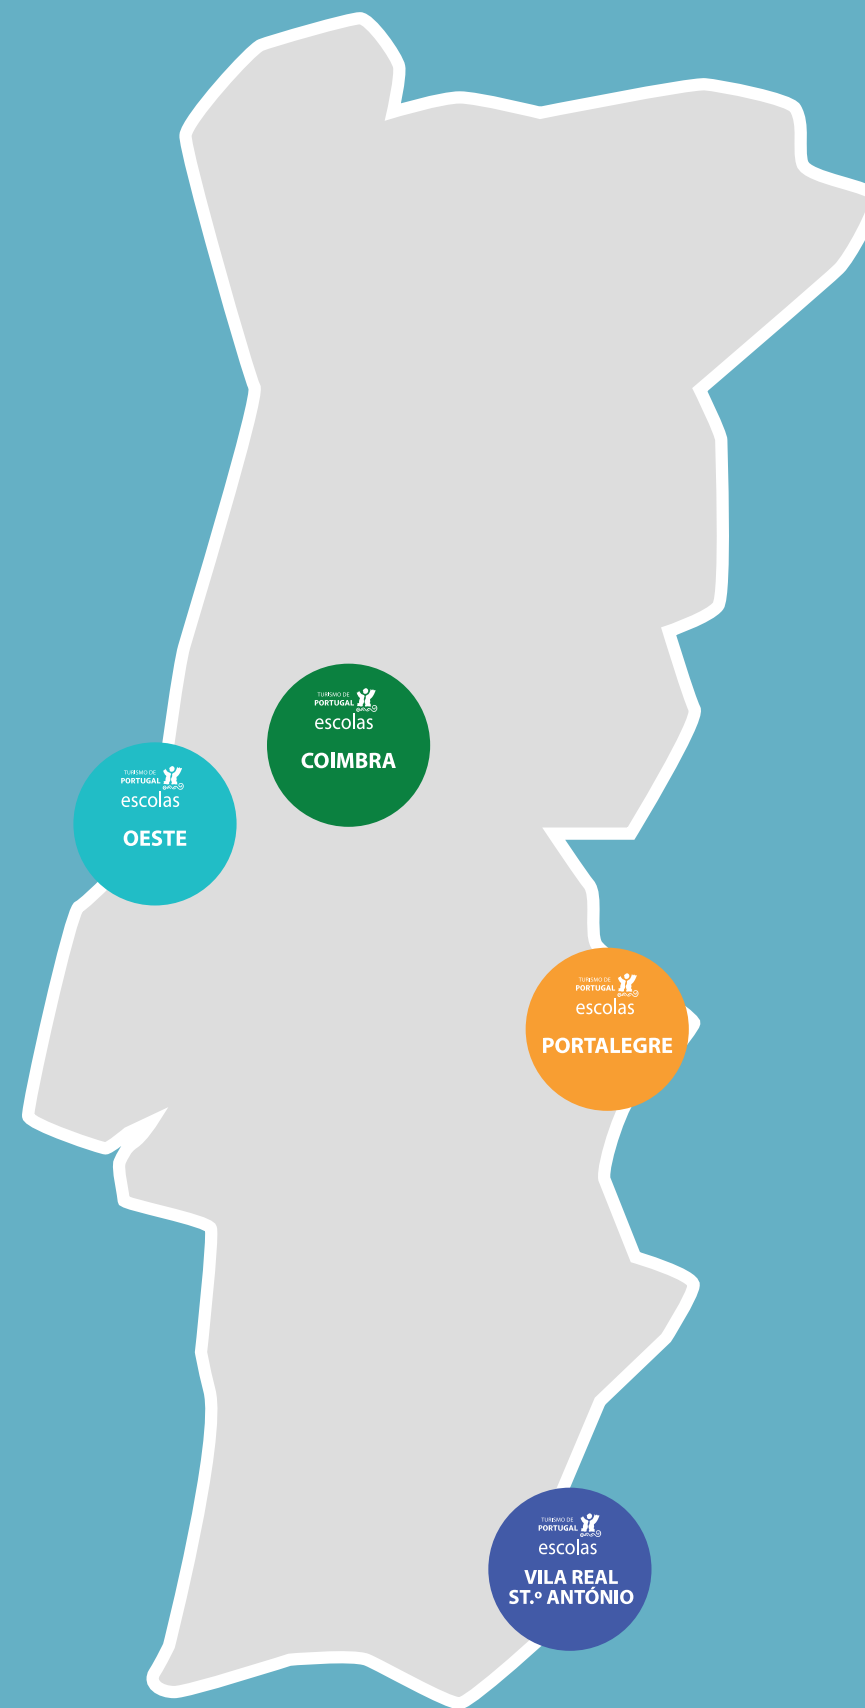 TURISMO DE
PORTUGAL
escolas
COIMBRA
TURISMO DE
PORTUGAL
escolas
OESTE
TURISMO DE
PORTUGAL
escolas
PORTALEGRE
TURISMO DE
PORTUGAL
escolas
VILA REAL
ST.º ANTÓNIO